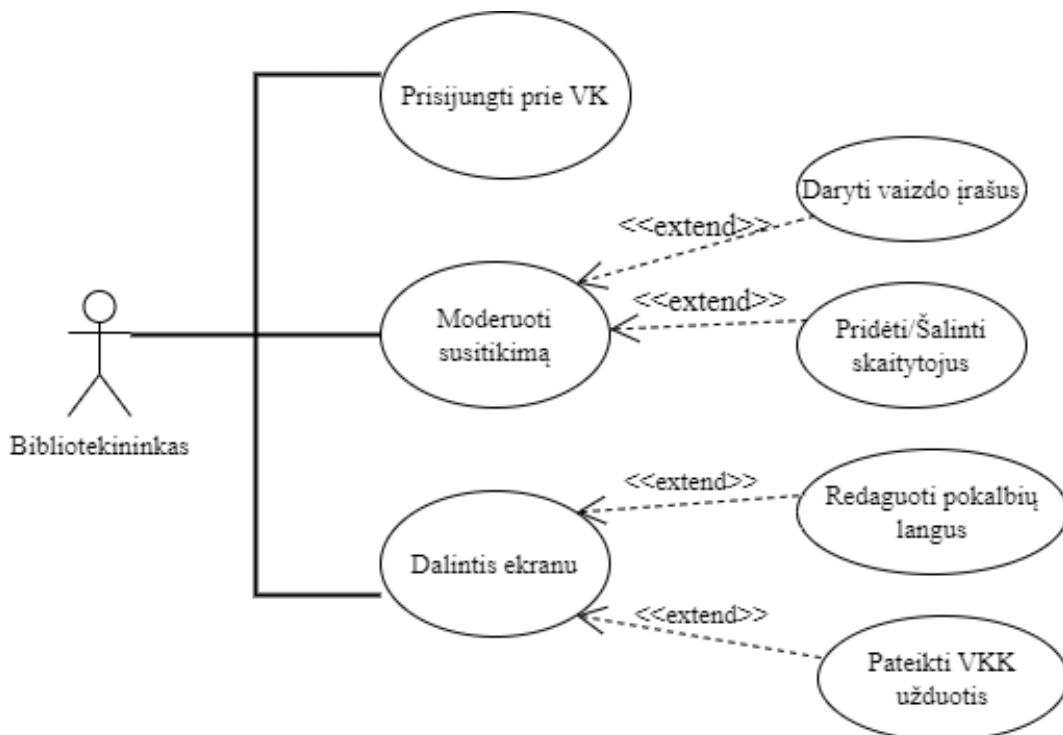 Prisijungti prie VK
Daryti vaizdo įrašus
<<extend>>
<<extend>>
Moderuoti
susitikimą
Pridėti/Šalinti
skaitytojus
Bibliotekininkas
<<extend>>
Redaguoti pokalbių
langus
Dalintis ekranu
<<extend>>
Pateikti VKK
užduotis